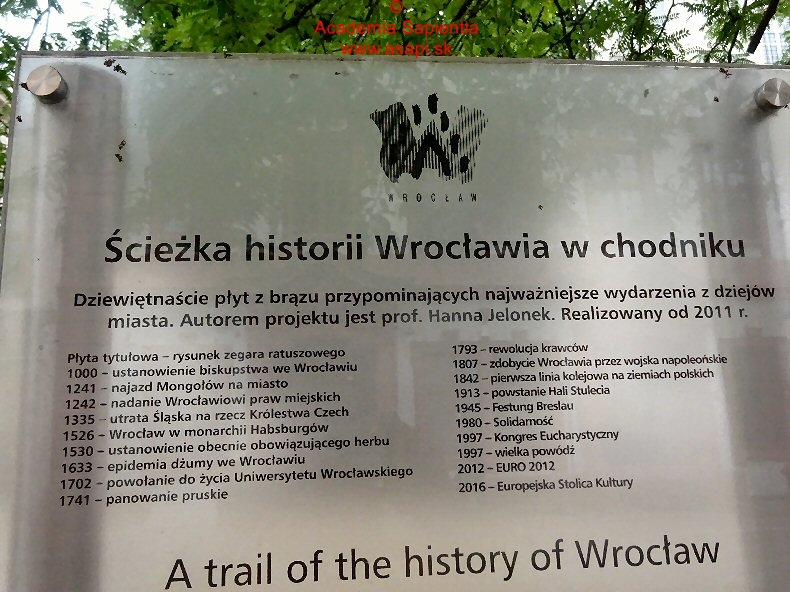 Academia Sapientia
www.asapi.sk
WROCŁAW
Ścieżka historii Wrocławia w chodniku
Dziewiętnaście płyt z brązu przypominających najważniejsze wydarzenia z dziejów
miasta. Autorem projektu jest prof. Hanna Jelonek. Realizowany od 2011 r.
Płyta tytułowa – rysunek zegara ratuszowego
1000 – ustanowienie biskupstwa we Wrocławiu
1241 – najazd Mongołów na miasto
1242 – nadanie Wrocławiowi praw miejskich
1335 – utrata Śląska na rzecz Królestwa Czech
1526 – Wrocław w monarchii Habsburgów
1530 – ustanowienie obecnie obowiązującego herbu
1633 – epidemia dżumy we Wrocławiu
1702 – powołanie do życia Uniwersytetu Wrocławskiego
1741 – panowanie pruskie
1793 – rewolucja krawców
1807 – zdobycie Wrocławia przez wojska napoleońskie
1842 – pierwsza linia kolejowa na ziemiach polskich
1913 – powstanie Hali Stulecia
1945 – Festung Breslau
1980 – Solidarność
1997 – Kongres Eucharystyczny
1997 – wielka powódź
2012 – EURO 2012
2016 – Europejska Stolica Kultury
A trail of the history of Wrocław